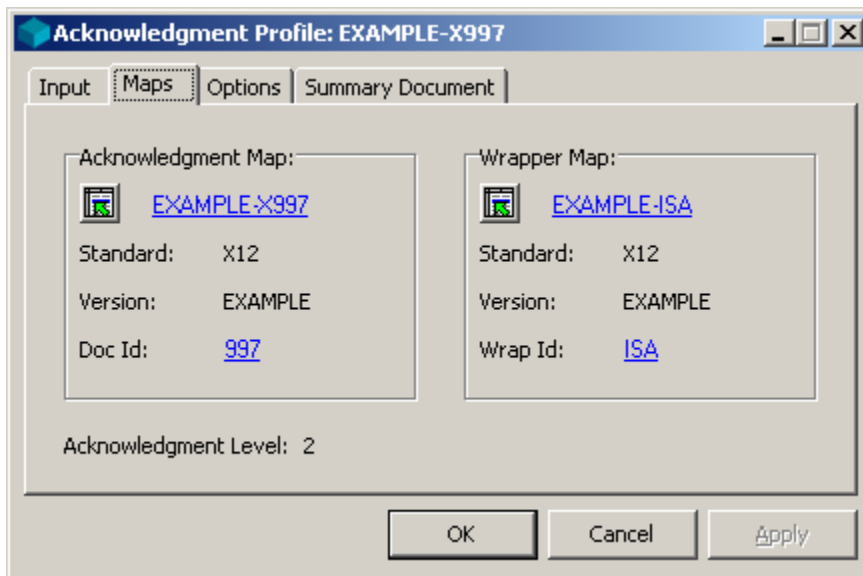 Acknowledgment Profile: EXAMPLE-X997
Input Maps Options Summary Document
Acknowledgment Map:
EXAMPLE-X997
Standard: X12
Version: EXAMPLE
Doc Id: 997
Wrapper Map:
EXAMPLE-ISA
Standard: X12
Version: EXAMPLE
Wrap Id: ISA
Acknowledgment Level: 2
OK Cancel Apply